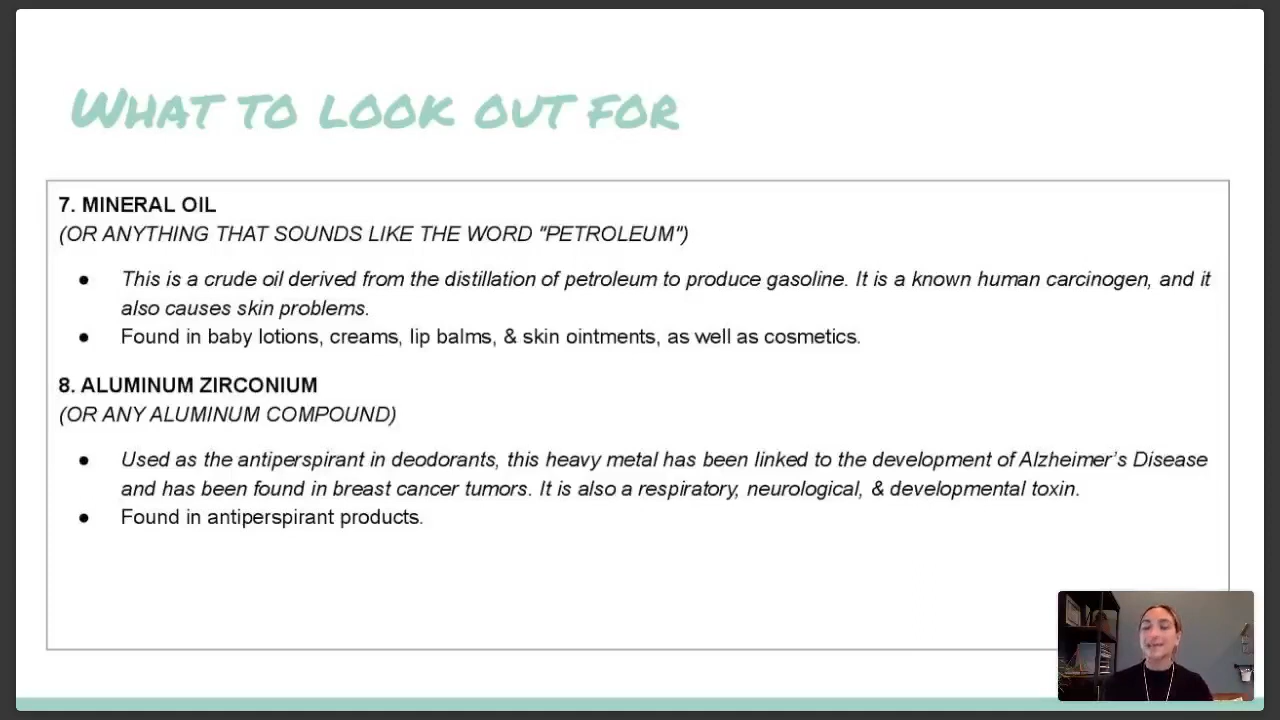 WHAT TO LOOK OUT FOR
7. MINERAL OIL
(OR ANYTHING THAT SOUNDS LIKE THE WORD "PETROLEUM")
● This is a crude oil derived from the distillation of petroleum to produce gasoline. It is a known human carcinogen, and it
also causes skin problems.
● Found in baby lotions, creams, lip balms, & skin ointments, as well as cosmetics.
8. ALUMINUM ZIRCONIUM
(OR ANY ALUMINUM COMPOUND)
● Used as the antiperspirant in deodorants, this heavy metal has been linked to the development of Alzheimer’s Disease
and has been found in breast cancer tumors. It is also a respiratory, neurological, & developmental toxin.
● Found in antiperspirant products.